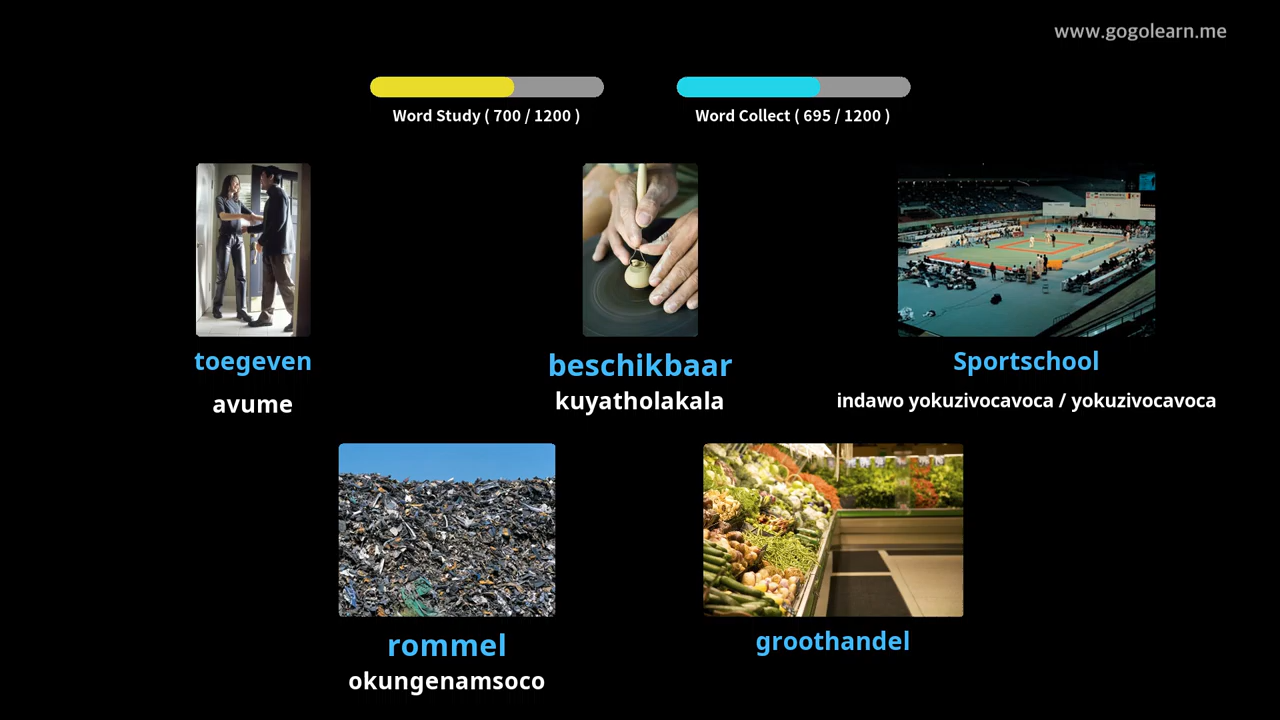 www.gogolearn.me
Word Study ( 700 / 1200 )
Word Collect ( 695 / 1200 )
toegeven
avume
beschikbaar
kuyatholakala
Sportschool
indawo yokuzivocavoca / yokuzivocavoca
rommel
okungenamsoco
groothandel